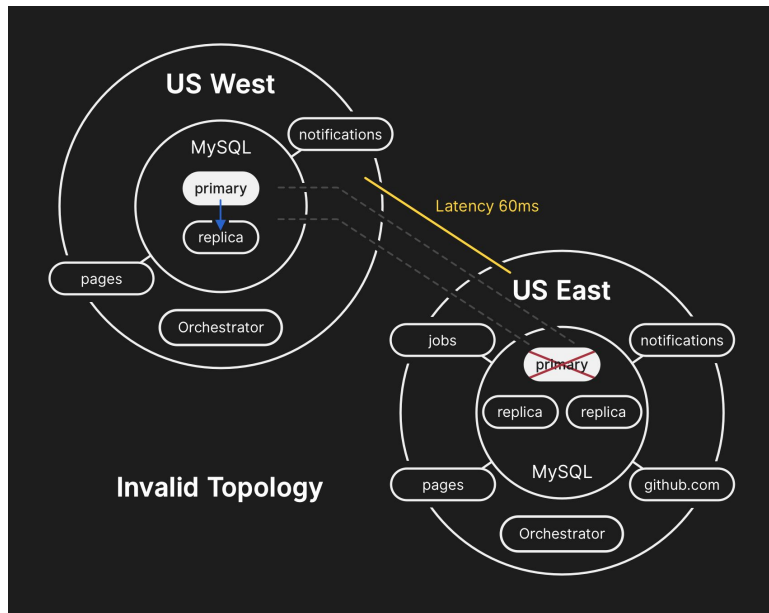 US West
notifications
MySQL
primary
replica
pages
Orchestrator
Latency 60ms
US East
jobs
notifications
primary
replica
replica
MySQL
pages
github.com
Orchestrator
Invalid Topology